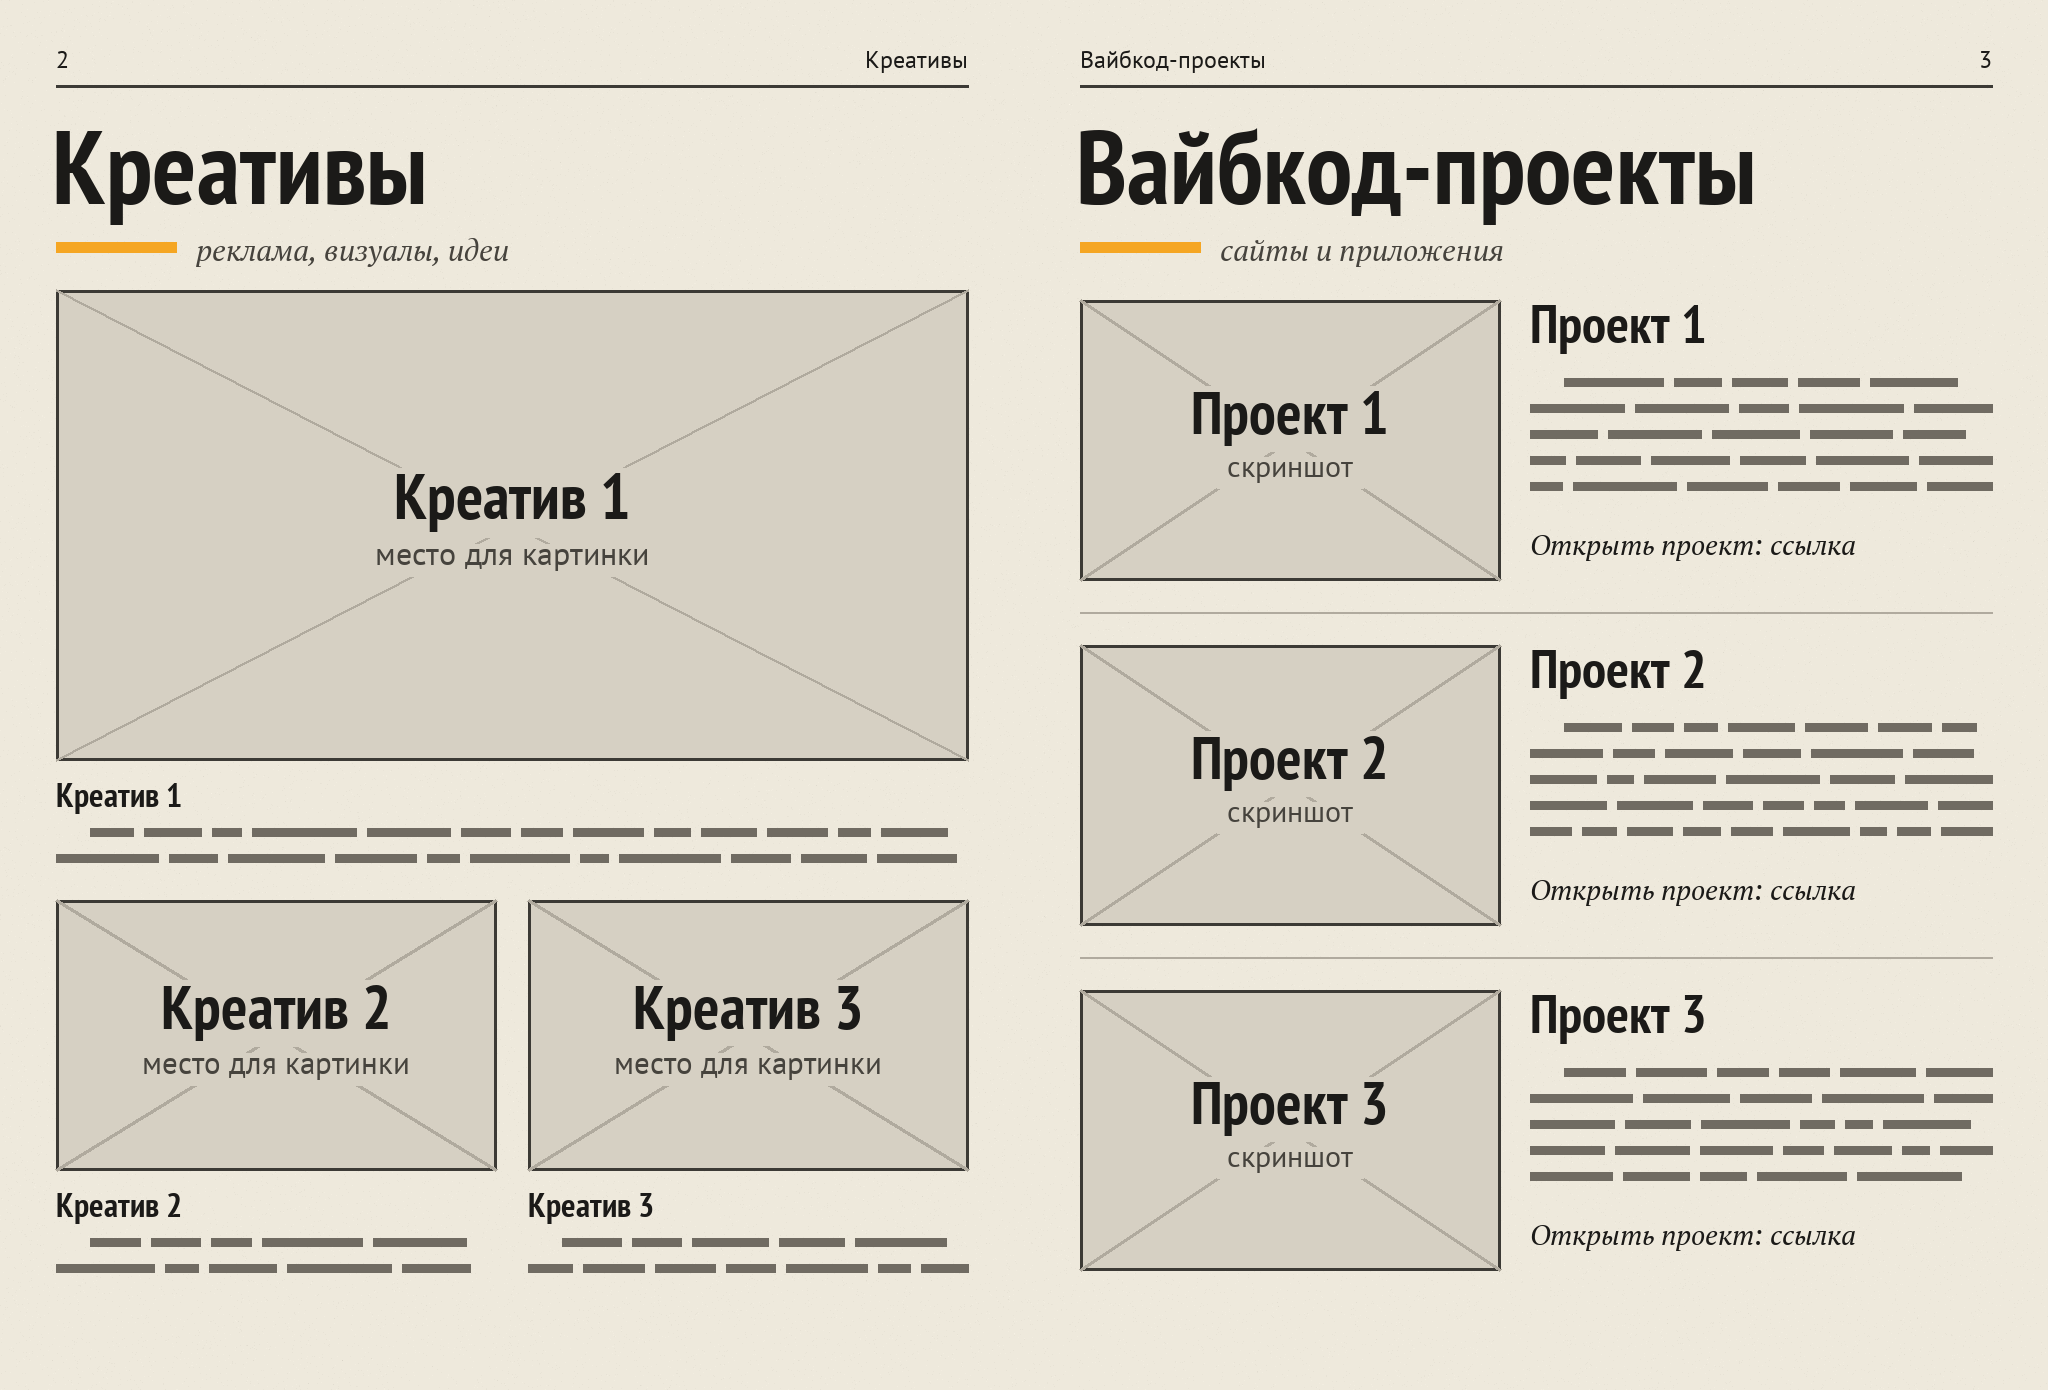 2
Креативы
Креативы
реклама, визуалы, идеи
Креатив 1
место для картинки
Креатив 1
Креатив 2
место для картинки
Креатив 2
Креатив 3
место для картинки
Креатив 3
Вайбкод-проекты
3
Вайбкод-проекты
сайты и приложения
Проект 1
скриншот
Проект 1
Открыть проект: ссылка
Проект 2
скриншот
Проект 2
Открыть проект: ссылка
Проект 3
скриншот
Проект 3
Открыть проект: ссылка